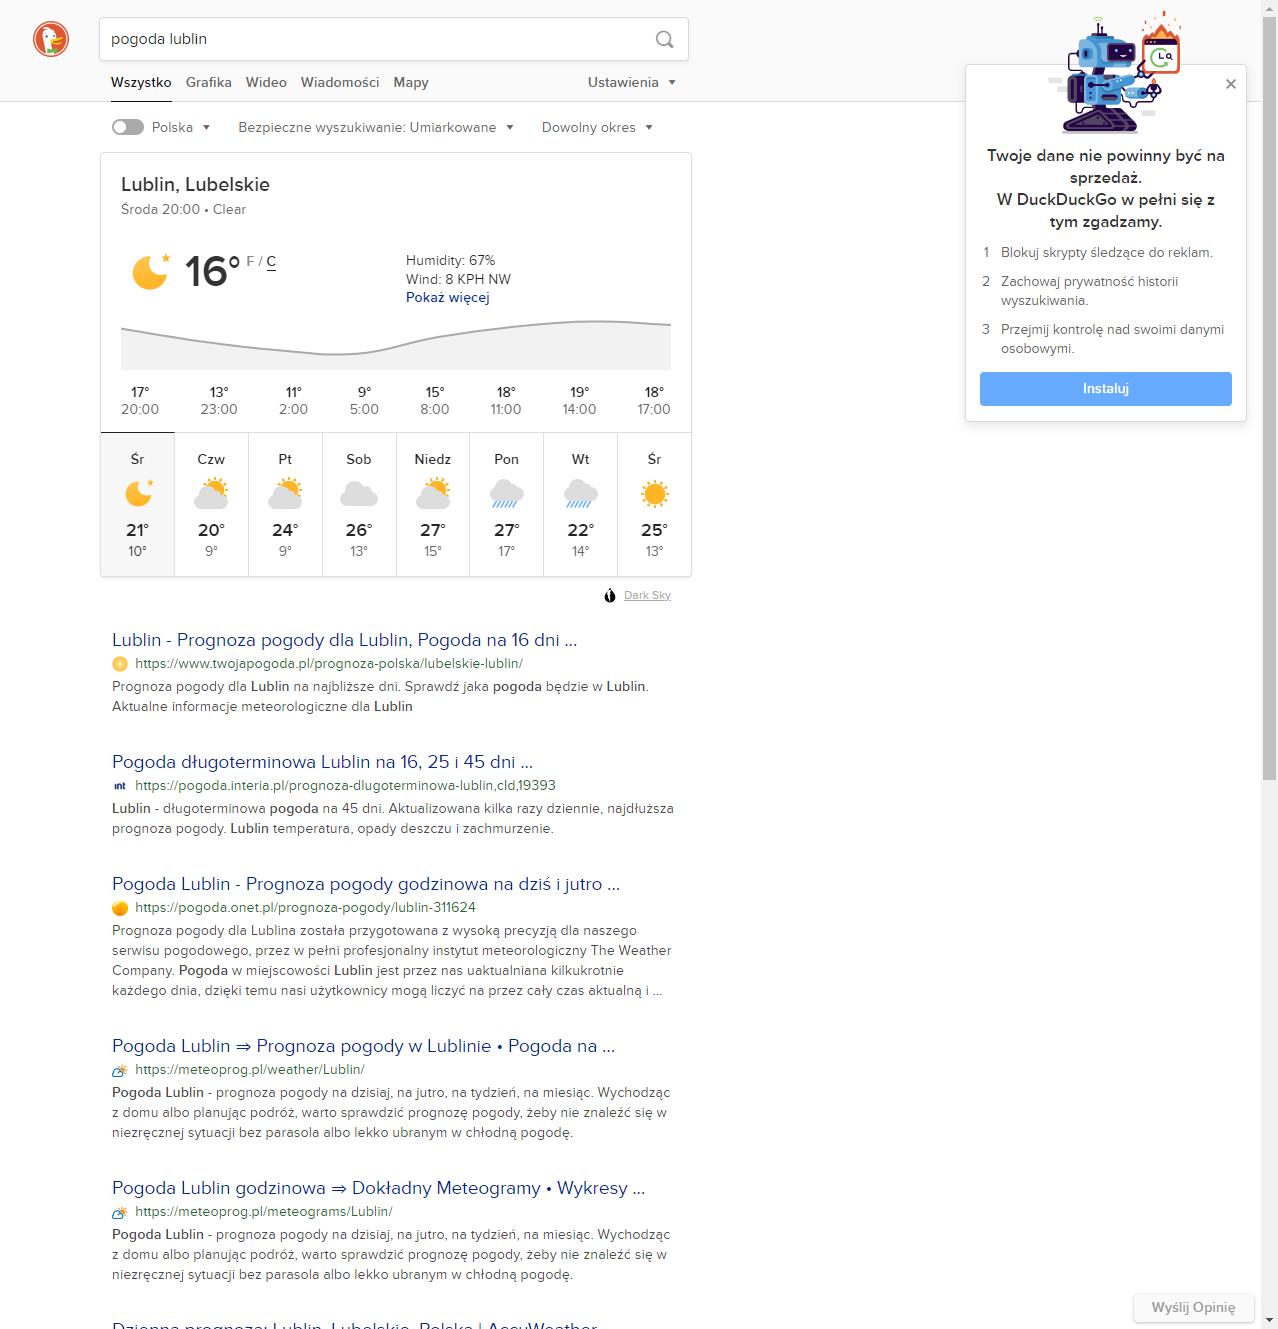 pogoda lublin
Wszystko Grafika Wideo Wiadomości Mapy Ustawienia
Polska Bezpieczne wyszukiwanie: Umiarkowane Dowolny okres
Lublin, Lubelskie
Środa 20:00 • Clear
16° F / C
Humidity: 67%
Wind: 8 KPH NW
Pokaż więcej
17° 13° 11° 9° 15° 18° 19° 18°
20:00 23:00 2:00 5:00 8:00 11:00 14:00 17:00
Śr Czw Pt Sob Niedz Pon Wt Śr
21° 20° 24° 26° 27° 27° 22° 25°
10° 9° 9° 13° 15° 17° 14° 13°
Dark Sky
Lublin - Prognoza pogody dla Lublin, Pogoda na 16 dni ...
https://www.twojapogoda.pl/prognoza-polska/lubelskie-lublin/
Prognoza pogody dla Lublin na najbliższe dni. Sprawdź jaka pogoda będzie w Lublin.
Aktualne informacje meteorologiczne dla Lublin
Pogoda długoterminowa Lublin na 16, 25 i 45 dni ...
int https://pogoda.interia.pl/prognoza-dlugoterminowa-lublin,cId,19393
Lublin - długoterminowa pogoda na 45 dni. Aktualizowana kilka razy dziennie, najdłuższa
prognoza pogody. Lublin temperatura, opady deszczu i zachmurzenie.
Pogoda Lublin - Prognoza pogody godzinowa na dziś i jutro ...
https://pogoda.onet.pl/prognoza-pogody/lublin-311624
Prognoza pogody dla Lublina została przygotowana z wysoką precyzją dla naszego
serwisu pogodowego, przez w pełni profesjonalny instytut meteorologiczny The Weather
Company. Pogoda w miejscowości Lublin jest przez nas uaktualniana kilkukrotnie
każdego dnia, dzięki temu nasi użytkownicy mogą liczyć na przez cały czas aktualną i ...
Pogoda Lublin ⇒ Prognoza pogody w Lublinie • Pogoda na ...
https://meteoprog.pl/weather/Lublin/
Pogoda Lublin - prognoza pogody na dzisiaj, na jutro, na tydzień, na miesiąc. Wychodząc
z domu albo planując podróż, warto sprawdzić prognozę pogody, żeby nie znaleźć się w
niezręcznej sytuacji bez parasola albo lekko ubranym w chłodną pogodę.
Pogoda Lublin godzinowa ⇒ Dokładny Meteogramy • Wykresy ...
https://meteoprog.pl/meteograms/Lublin/
Pogoda Lublin - prognoza pogody na dzisiaj, na jutro, na tydzień, na miesiąc. Wychodząc
z domu albo planując podróż, warto sprawdzić prognozę pogody, żeby nie znaleźć się w
niezręcznej sytuacji bez parasola albo lekko ubranym w chłodną pogodę.
Dzienna prognoza: Lublin, Lubelskie, Polska | AccuWeather
Twoje dane nie powinny być na
sprzedaż.
W DuckDuckGo w pełni się z
tym zgadzamy.
1 Blokuj skrypty śledzące do reklam.
2 Zachowaj prywatność historii
wyszukiwania.
3 Przejmij kontrolę nad swoimi danymi
osobowymi.
Instaluj
Wyślij Opinię